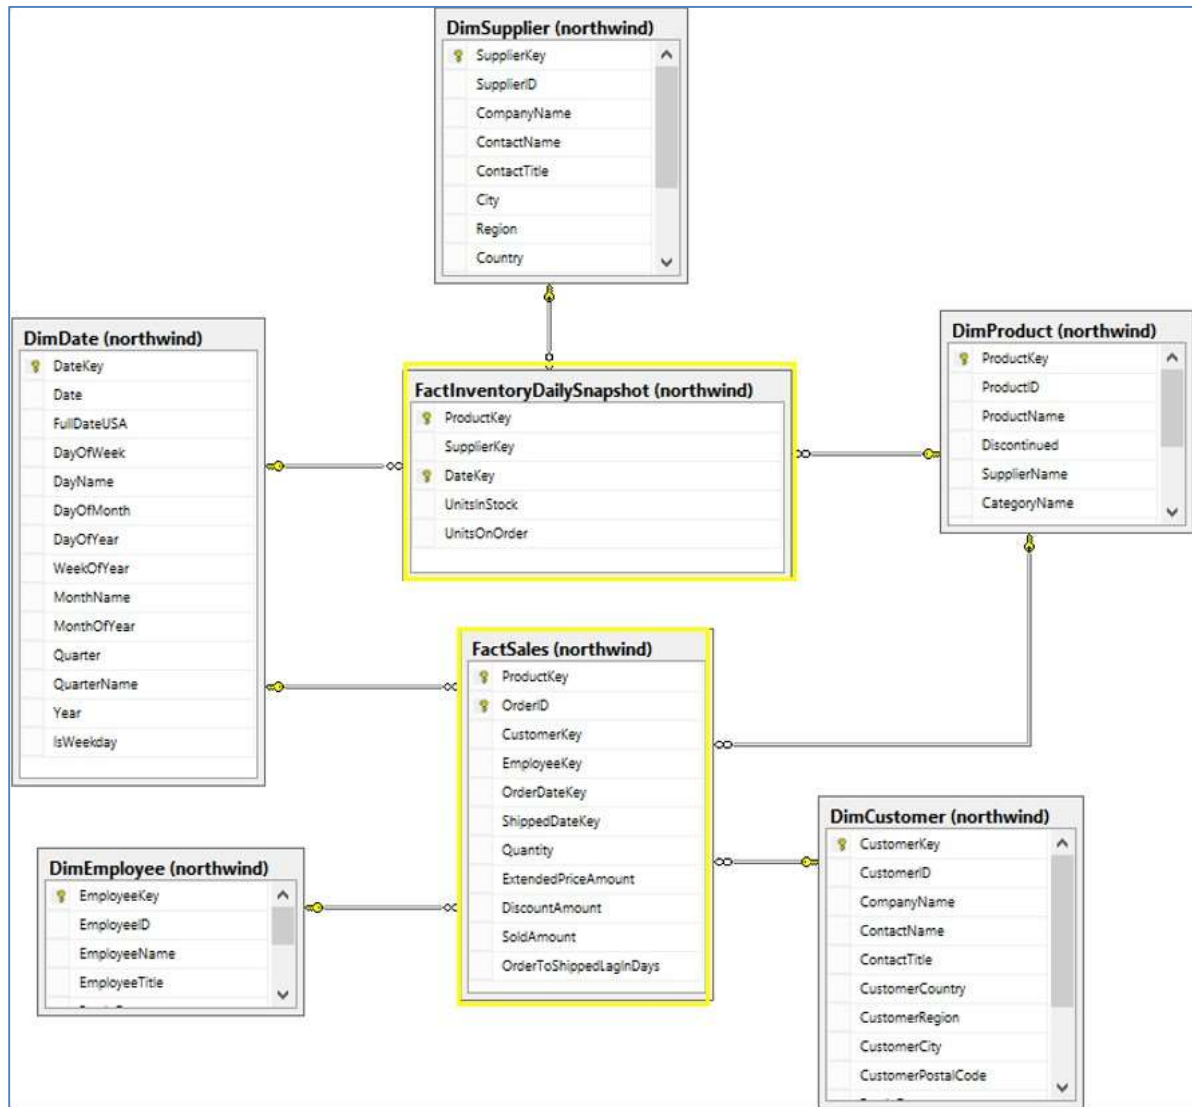 DimSupplier (northwind)
SupplierKey
SupplierID
CompanyName
ContactName
ContactTitle
City
Region
Country
DimDate (northwind)
DateKey
Date
FullDateUSA
DayOfWeek
DayName
DayOfMonth
DayOfYear
WeekOfYear
MonthName
MonthOfYear
Quarter
QuarterName
Year
IsWeekday
FactInventoryDailySnapshot (northwind)
ProductKey
SupplierKey
DateKey
UnitsInStock
UnitsOnOrder
DimProduct (northwind)
ProductKey
ProductID
ProductName
Discontinued
SupplierName
CategoryName
FactSales (northwind)
ProductKey
OrderID
CustomerKey
EmployeeKey
OrderDateKey
ShippedDateKey
Quantity
ExtendedPriceAmount
DiscountAmount
SoldAmount
OrderToShippedLagInDays
DimEmployee (northwind)
EmployeeKey
EmployeeID
EmployeeName
EmployeeTitle
DimCustomer (northwind)
CustomerKey
CustomerID
CompanyName
ContactName
ContactTitle
CustomerCountry
CustomerRegion
CustomerCity
CustomerPostalCode